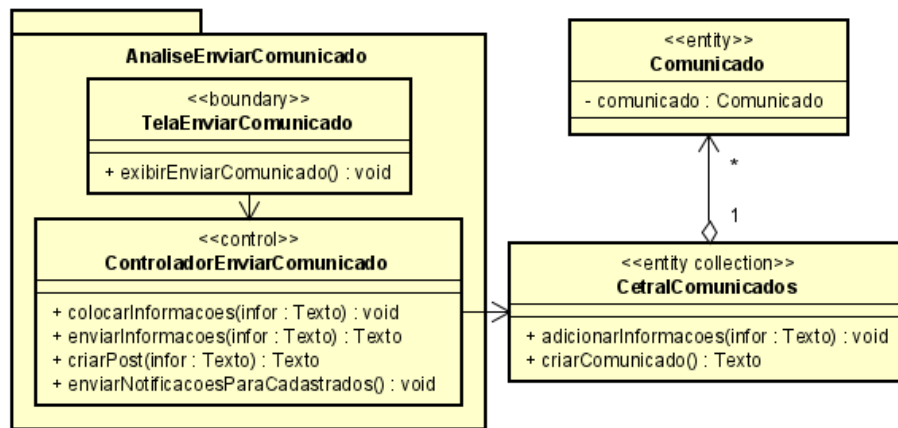 AnaliseEnviarComunicado
<<boundary>>
TelaEnviarComunicado
+ exibirEnviarComunicado() : void
<<control>>
ControladorEnviarComunicado
+ colocarInformacoes(infor : Texto) : void
+ enviarInformacoes(infor : Texto) : Texto
+ criarPost(infor : Texto) : Texto
+ enviarNotificacoesParaCadastrados() : void
<<entity>>
Comunicado
- comunicado : Comunicado
*
1
<<entity collection>>
CetralComunicados
+ adicionarInformacoes(infor : Texto) : void
+ criarComunicado() : Texto